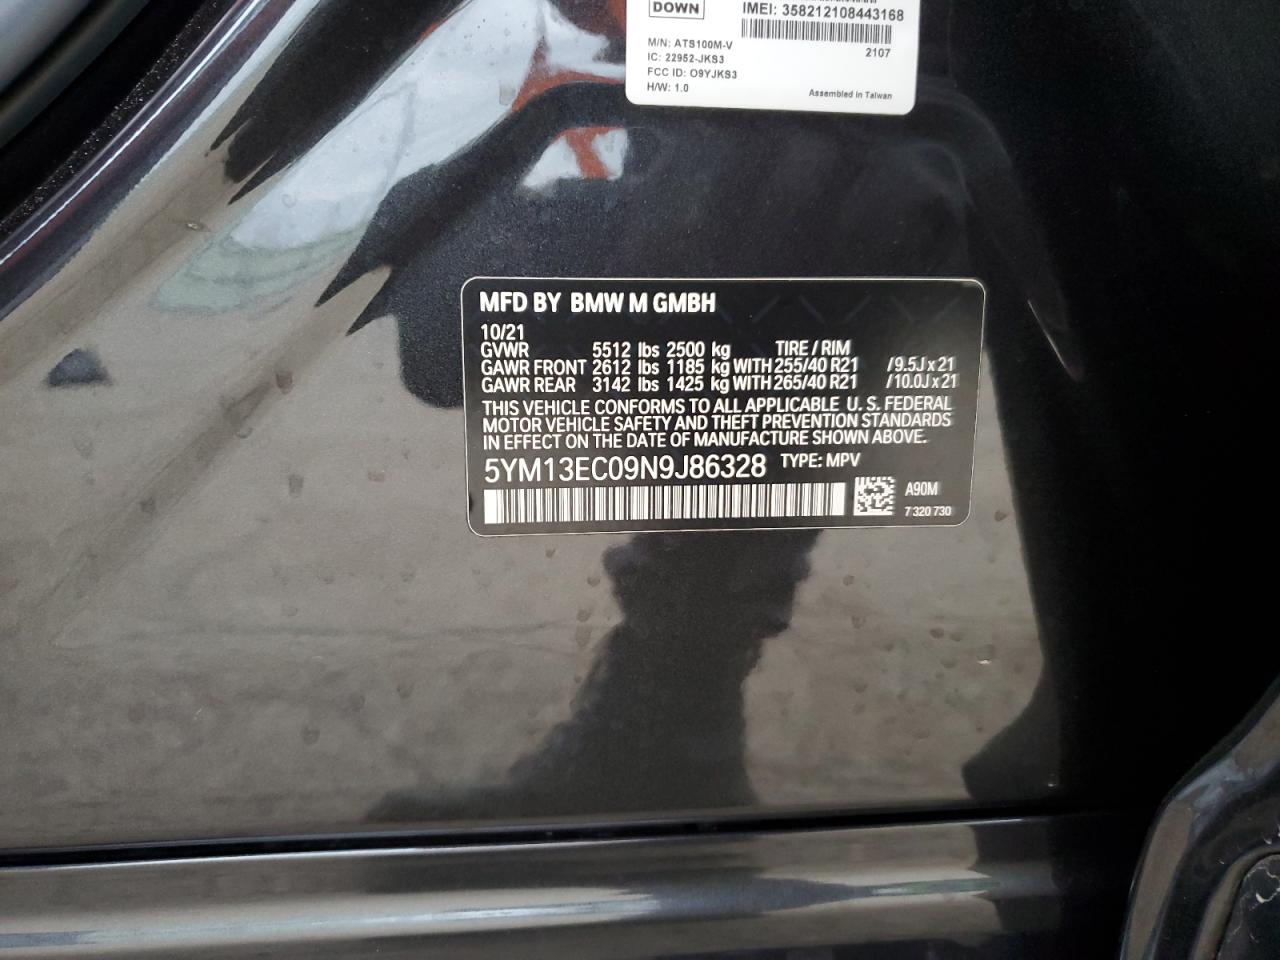 DOWN
IMEI: 358212108443168
M/N: ATS100M-V
2107
IC: 22952-JKS3
FCC ID: O9YJKS3
H/W: 1.0
Assembled in Taiwan
MFD BY BMW M GMBH
10/21
GVWR 5512 lbs 2500 kg TIRE / RIM
GAWR FRONT 2612 lbs 1185 kg WITH 255/40 R21 / 9.5J x 21
GAWR REAR 3142 lbs 1425 kg WITH 265/40 R21 / 10.0J x 21
THIS VEHICLE CONFORMS TO ALL APPLICABLE U. S. FEDERAL
MOTOR VEHICLE SAFETY AND THEFT PREVENTION STANDARDS
IN EFFECT ON THE DATE OF MANUFACTURE SHOWN ABOVE.
5YM13EC09N9J86328 TYPE: MPV
A90M
7 320 730